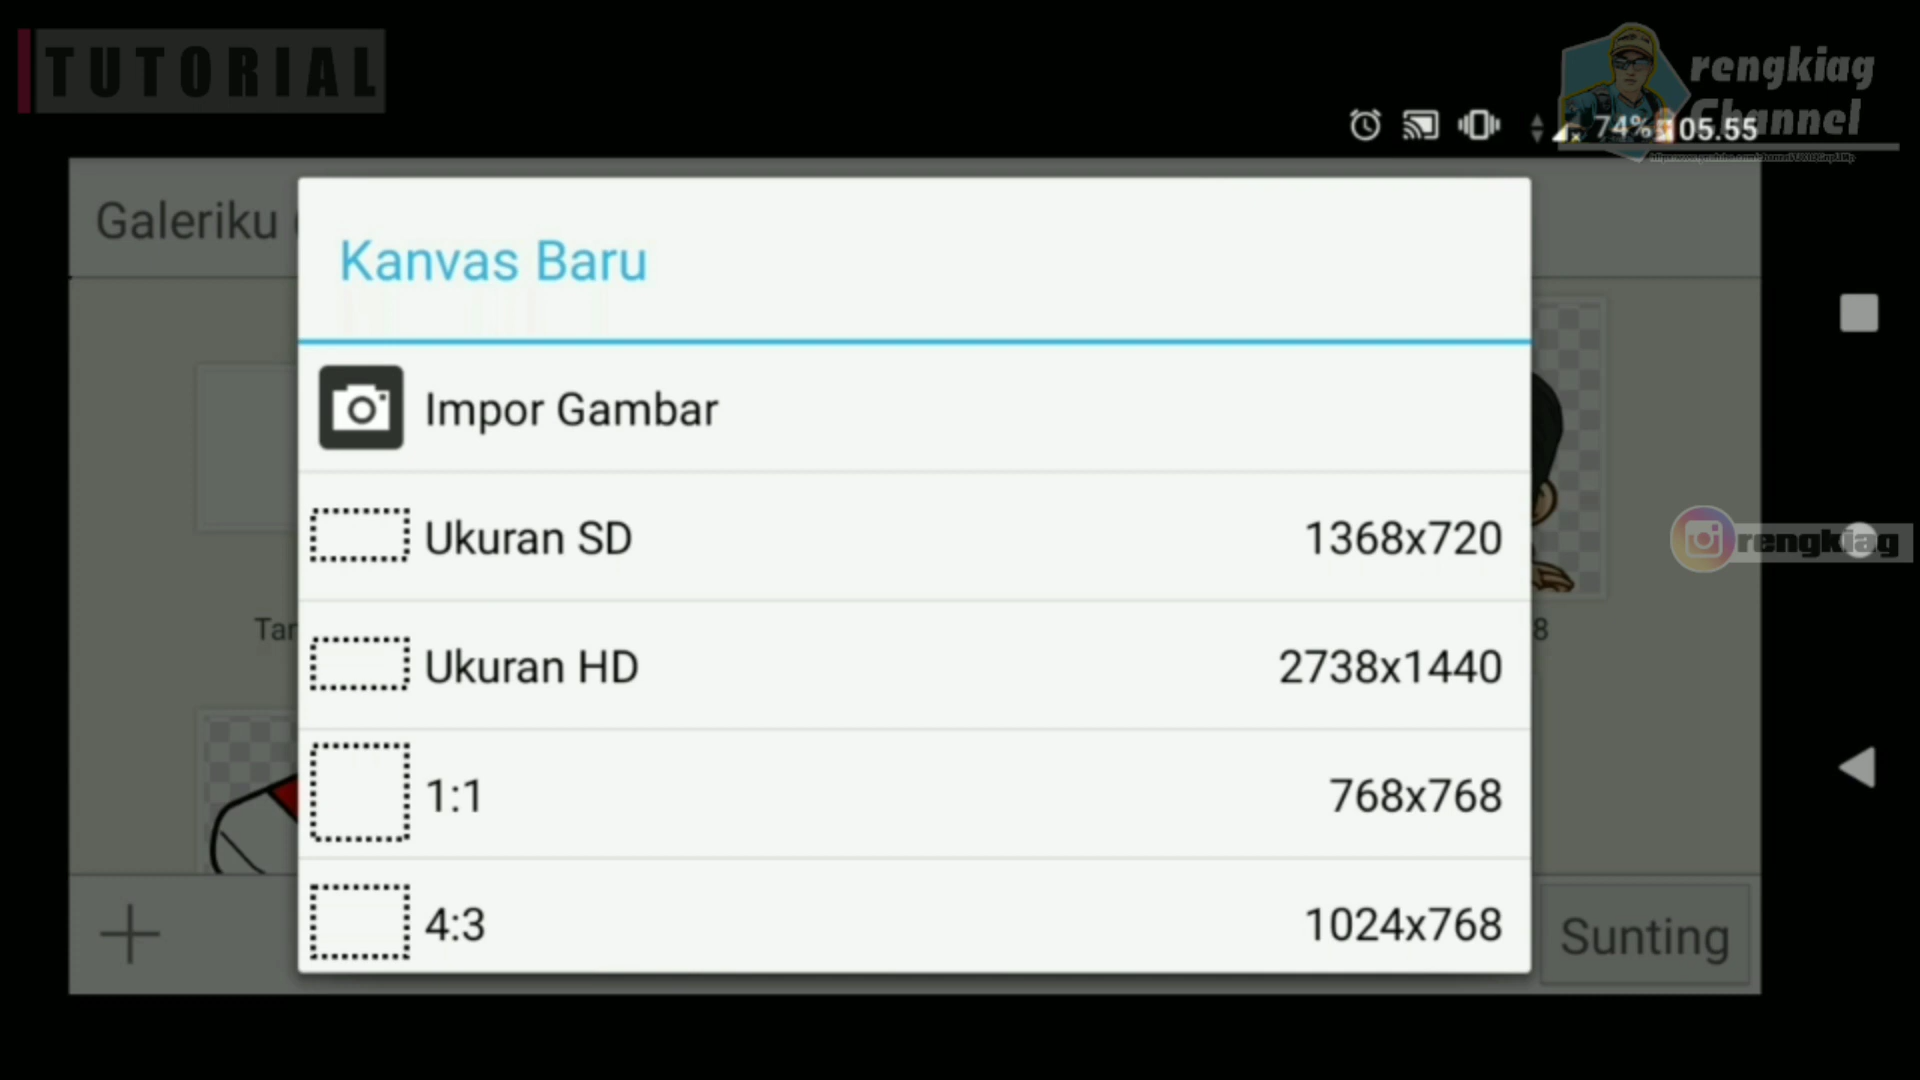 TUTORIAL
rengkiag
Channel
74% 05.55
Galeriku
Kanvas Baru
Impor Gambar
Ukuran SD 1368x720
Ukuran HD 2738x1440
1:1 768x768
4:3 1024x768
rengkiag
Sunting